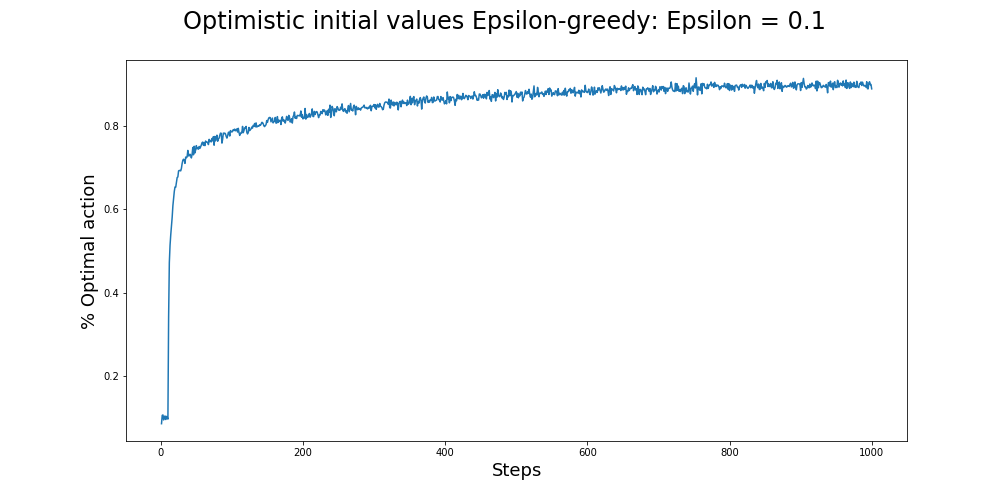 Optimistic initial values Epsilon-greedy: Epsilon = 0.1
% Optimal action
0.8
0.6
0.4
0.2
0 200 400 600 800 1000
Steps